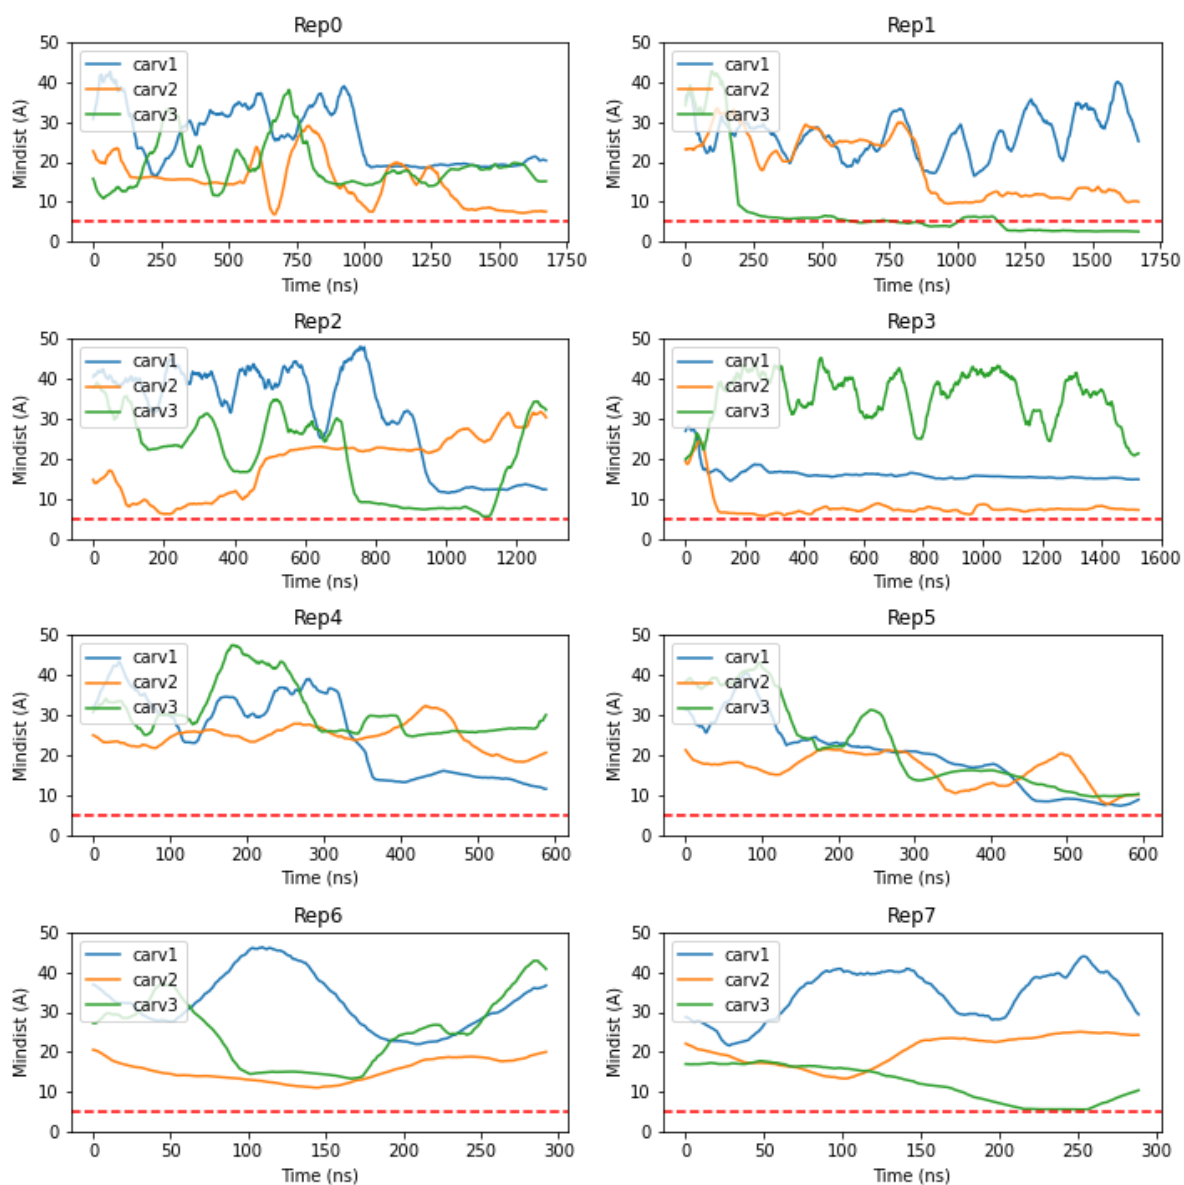 Rep0
50
40
30
20
10
0
Mindist (A)
carv1
carv2
carv3
0 250 500 750 1000 1250 1500 1750
Time (ns)
Rep1
50
40
30
20
10
0
Mindist (A)
carv1
carv2
carv3
0 250 500 750 1000 1250 1500 1750
Time (ns)
Rep2
50
40
30
20
10
0
Mindist (A)
carv1
carv2
carv3
0 200 400 600 800 1000 1200
Time (ns)
Rep3
50
40
30
20
10
0
Mindist (A)
carv1
carv2
carv3
0 200 400 600 800 1000 1200 1400 1600
Time (ns)
Rep4
50
40
30
20
10
0
Mindist (A)
carv1
carv2
carv3
0 100 200 300 400 500 600
Time (ns)
Rep5
50
40
30
20
10
0
Mindist (A)
carv1
carv2
carv3
0 100 200 300 400 500 600
Time (ns)
Rep6
50
40
30
20
10
0
Mindist (A)
carv1
carv2
carv3
0 50 100 150 200 250 300
Time (ns)
Rep7
50
40
30
20
10
0
Mindist (A)
carv1
carv2
carv3
0 50 100 150 200 250 300
Time (ns)